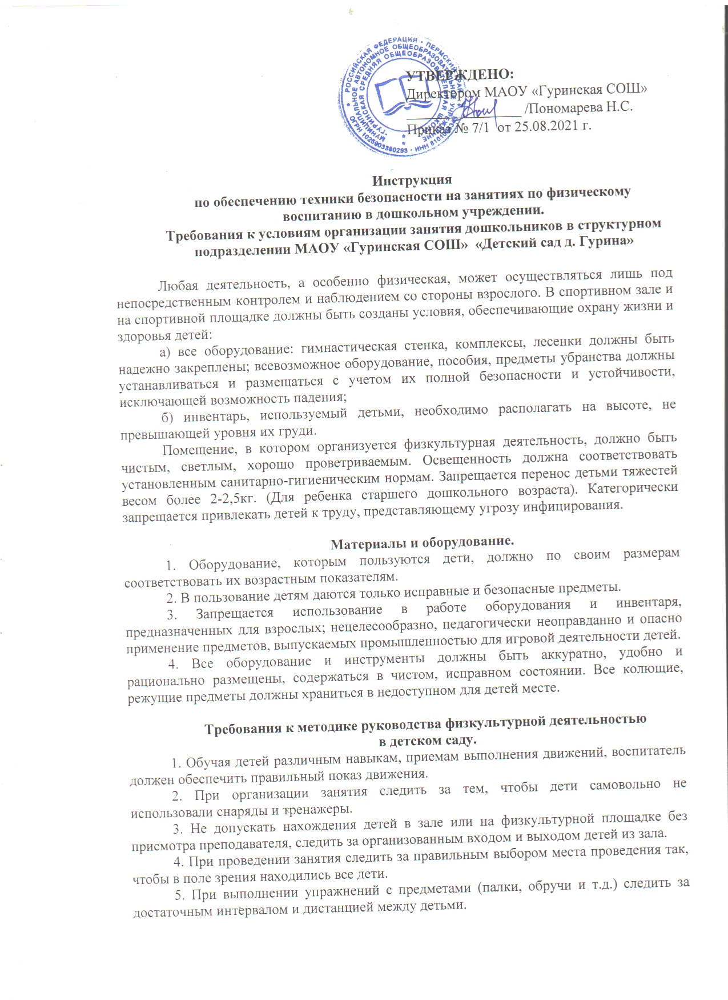 РОССИЙСКАЯ ФЕДЕРАЦИЯ • ПЕРМСКИЙ КРАЙ
МУНИЦИПАЛЬНОЕ АВТОНОМНОЕ ОБЩЕОБРАЗОВАТЕЛЬНОЕ УЧРЕЖДЕНИЕ
"ГУРИНСКАЯ СРЕДНЯЯ ОБЩЕОБРАЗОВАТЕЛЬНАЯ ШКОЛА"
УТВЕРЖДЕНО:
Директором МАОУ «Гуринская СОШ»
________________ /Пономарева Н.С.
Приказ № 7/1 от 25.08.2021 г.
Инструкция
по обеспечению техники безопасности на занятиях по физическому
воспитанию в дошкольном учреждении.
Требования к условиям организации занятия дошкольников в структурном
подразделении МАОУ «Гуринская СОШ» «Детский сад д. Гурина»
Любая деятельность, а особенно физическая, может осуществляться лишь под
непосредственным контролем и наблюдением со стороны взрослого. В спортивном зале и
на спортивной площадке должны быть созданы условия, обеспечивающие охрану жизни и
здоровья детей:
а) все оборудование: гимнастическая стенка, комплексы, лесенки должны быть
надежно закреплены; всевозможное оборудование, пособия, предметы убранства должны
устанавливаться и размещаться с учетом их полной безопасности и устойчивости,
исключающей возможность падения;
б) инвентарь, используемый детьми, необходимо располагать на высоте, не
превышающей уровня их груди.
Помещение, в котором организуется физкультурная деятельность, должно быть
чистым, светлым, хорошо проветриваемым. Освещенность должна соответствовать
установленным санитарно-гигиеническим нормам. Запрещается перенос детьми тяжестей
весом более 2-2,5кг. (Для ребенка старшего дошкольного возраста). Категорически
запрещается привлекать детей к труду, представляющему угрозу инфицирования.
Материалы и оборудование.
1. Оборудование, которым пользуются дети, должно по своим размерам
соответствовать их возрастным показателям.
2. В пользование детям даются только исправные и безопасные предметы.
3. Запрещается использование в работе оборудования и инвентаря,
предназначенных для взрослых; нецелесообразно, педагогически неоправданно и опасно
применение предметов, выпускаемых промышленностью для игровой деятельности детей.
4. Все оборудование и инструменты должны быть аккуратно, удобно и
рационально размещены, содержаться в чистом, исправном состоянии. Все колющие,
режущие предметы должны храниться в недоступном для детей месте.
Требования к методике руководства физкультурной деятельностью
в детском саду.
1. Обучая детей различным навыкам, приемам выполнения движений, воспитатель
должен обеспечить правильный показ движения.
2. При организации занятия следить за тем, чтобы дети самовольно не
использовали снаряды и тренажеры.
3. Не допускать нахождения детей в зале или на физкультурной площадке без
присмотра преподавателя, следить за организованным входом и выходом детей из зала.
4. При проведении занятия следить за правильным выбором места проведения так,
чтобы в поле зрения находились все дети.
5. При выполнении упражнений с предметами (палки, обручи и т.д.) следить за
достаточным интервалом и дистанцией между детьми.